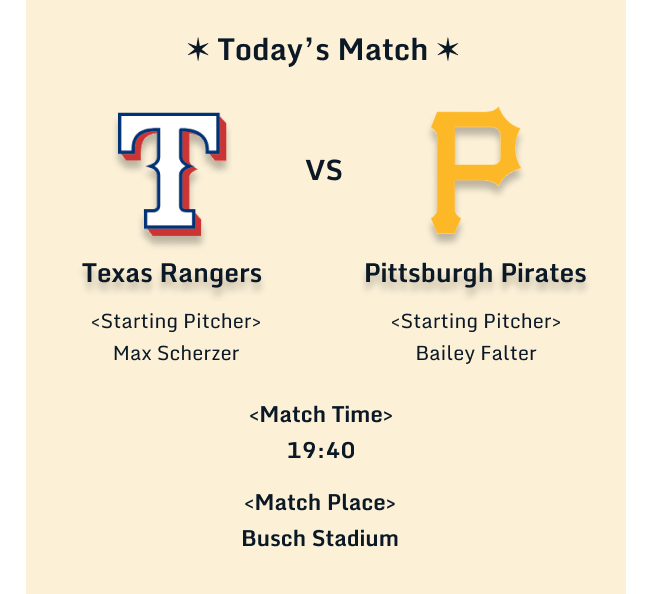 ✶ Today’s Match ✶
T
VS
P
Texas Rangers
Pittsburgh Pirates
<Starting Pitcher>
Max Scherzer
<Starting Pitcher>
Bailey Falter
<Match Time>
19:40
<Match Place>
Busch Stadium